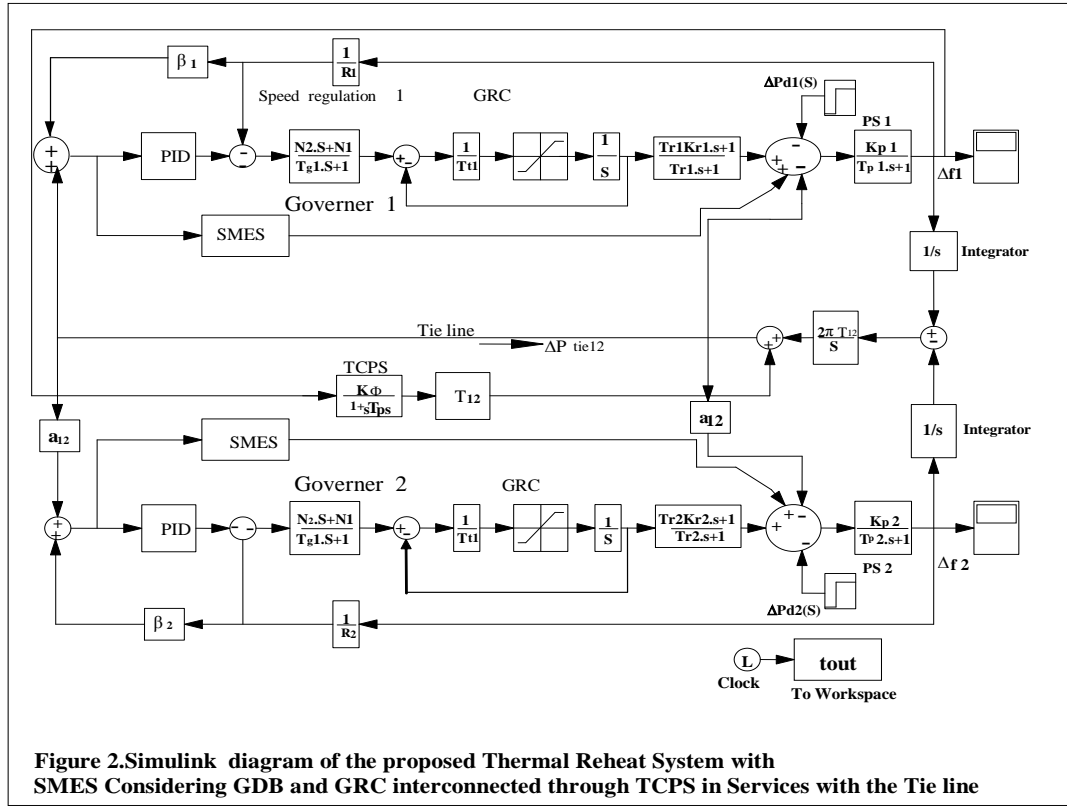 β 1
1
R1
Speed regulation 1
GRC
ΔPd1(S)
PS 1
+
+
PID
-
-
N2.S+N1
Tg1.S+1
+
-
1
Tt1
1
S
Tr1Kr1.s+1
Tr1.s+1
-
+
+
-
Kp 1
Tp 1.s+1
Δf1
Governer 1
SMES
1/s
Integrator
Tie line
ΔP tie12
+
+
2π T12
S
+
-
TCPS
K Φ
1+sTps
T12
a12
a12
SMES
1/s
Integrator
Governer 2
GRC
+
+
PID
-
-
N2.S+N1
Tg1.S+1
+
-
1
Tt1
1
S
Tr2Kr2.s+1
Tr2.s+1
+
-
+
-
Kp 2
Tp 2.s+1
Δf 2
PS 2
ΔPd2(S)
β 2
1
R2
L
tout
Clock
To Workspace
Figure 2.Simulink diagram of the proposed Thermal Reheat System with
SMES Considering GDB and GRC interconnected through TCPS in Services with the Tie line